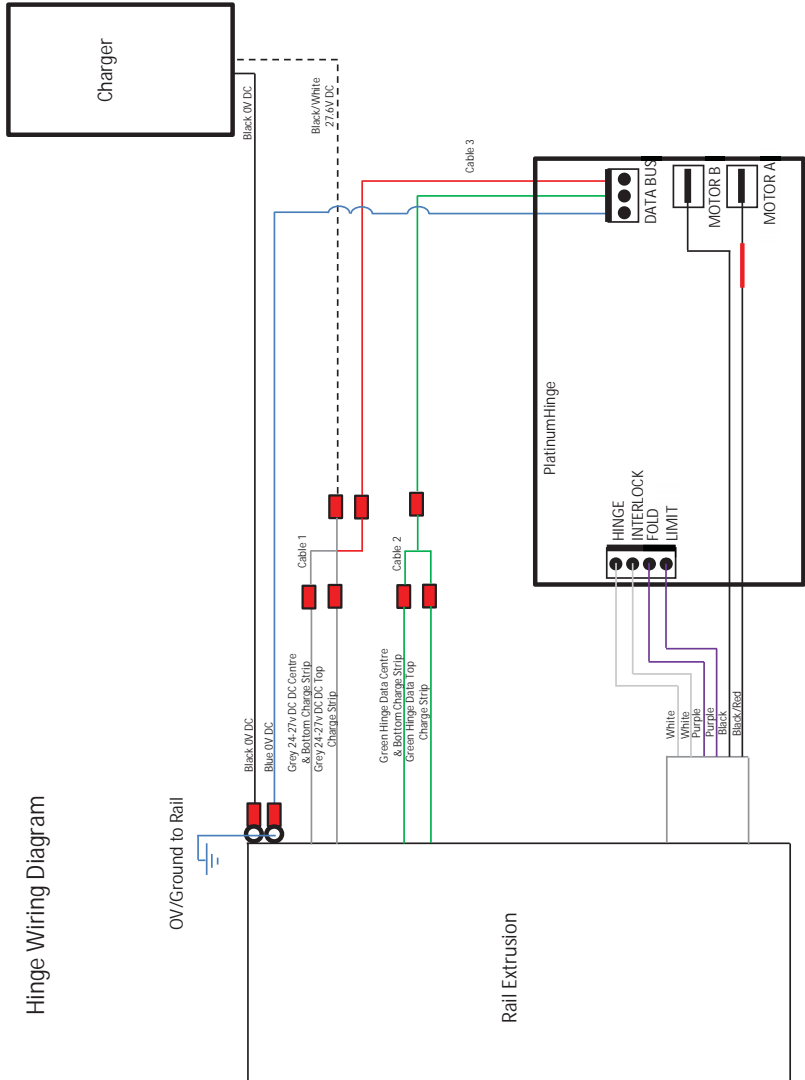 Hinge Wiring Diagram
OV/Ground to Rail
Rail Extrusion
Charger
Black 0V DC
Black/White
27.6V DC
Black 0V DC
Blue 0V DC
Grey 24-27v DC DC Centre
& Bottom Charge Strip
Grey 24-27v DC DC Top
Charge Strip
Cable 1
Green Hinge Data Centre
& Bottom Charge Strip
Green Hinge Data Top
Charge Strip
Cable 2
Cable 3
PlatinumHinge
DATA BUS
MOTOR B
MOTOR A
HINGE
INTERLOCK
FOLD
LIMIT
White
White
Purple
Purple
Black
Black/Red